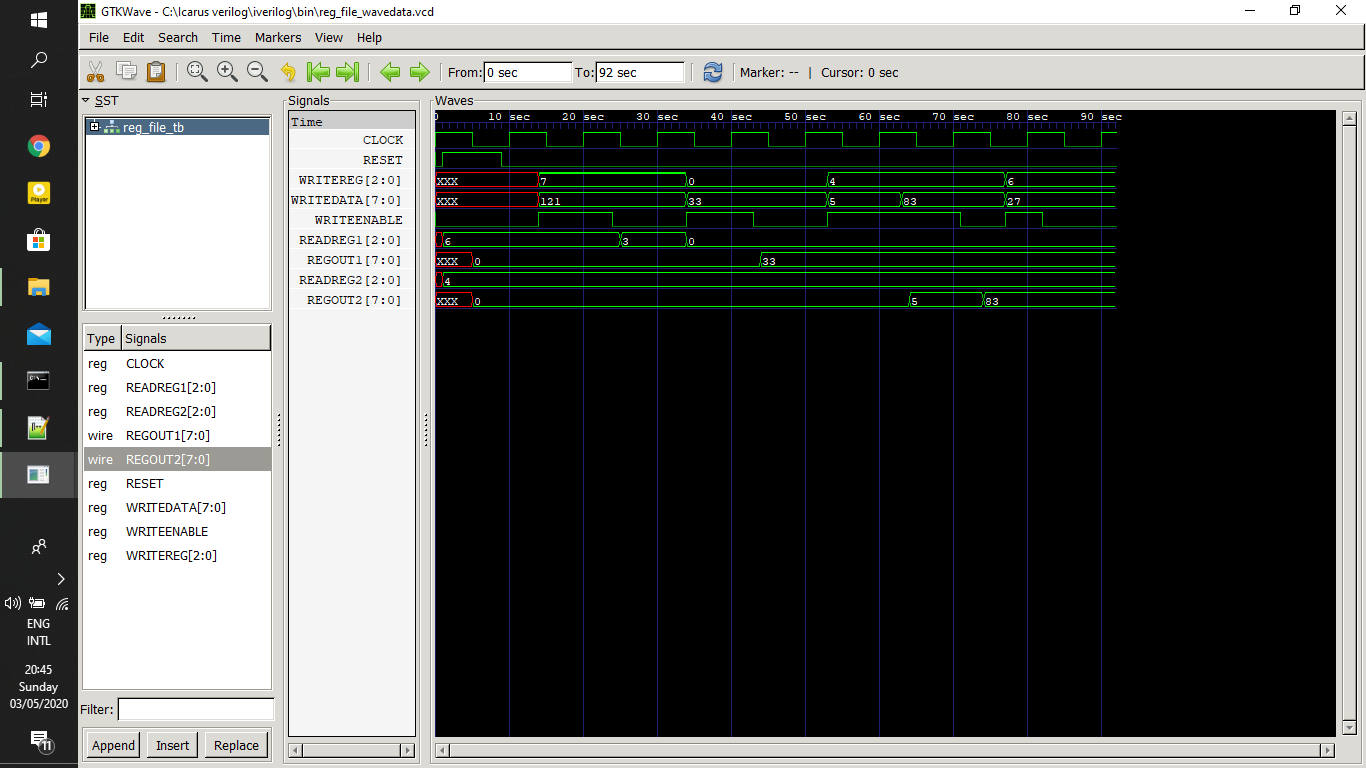 GTKWave - C:\Icarus verilog\iverilog\bin\reg_file_wavedata.vcd
File Edit Search Time Markers View Help
From: 0 sec To: 92 sec Marker: -- | Cursor: 0 sec
SST
reg_file_tb
Type Signals
reg CLOCK
reg READREG1[2:0]
reg READREG2[2:0]
wire REGOUT1[7:0]
wire REGOUT2[7:0]
reg RESET
reg WRITEDATA[7:0]
reg WRITEENABLE
reg WRITEREG[2:0]
Filter:
Append Insert Replace
Signals
Time
CLOCK
RESET
WRITEREG[2:0]
WRITEDATA[7:0]
WRITEENABLE
READREG1[2:0]
REGOUT1[7:0]
READREG2[2:0]
REGOUT2[7:0]
Waves
0 10 sec 20 sec 30 sec 40 sec 50 sec 60 sec 70 sec 80 sec 90 sec
XXX 7 0 4 6
XXX 121 33 5 83 27
6 3 0
XXX 0 33
4
XXX 0 5 83
Player
ENG
INTL
20:45
Sunday
03/05/2020
11